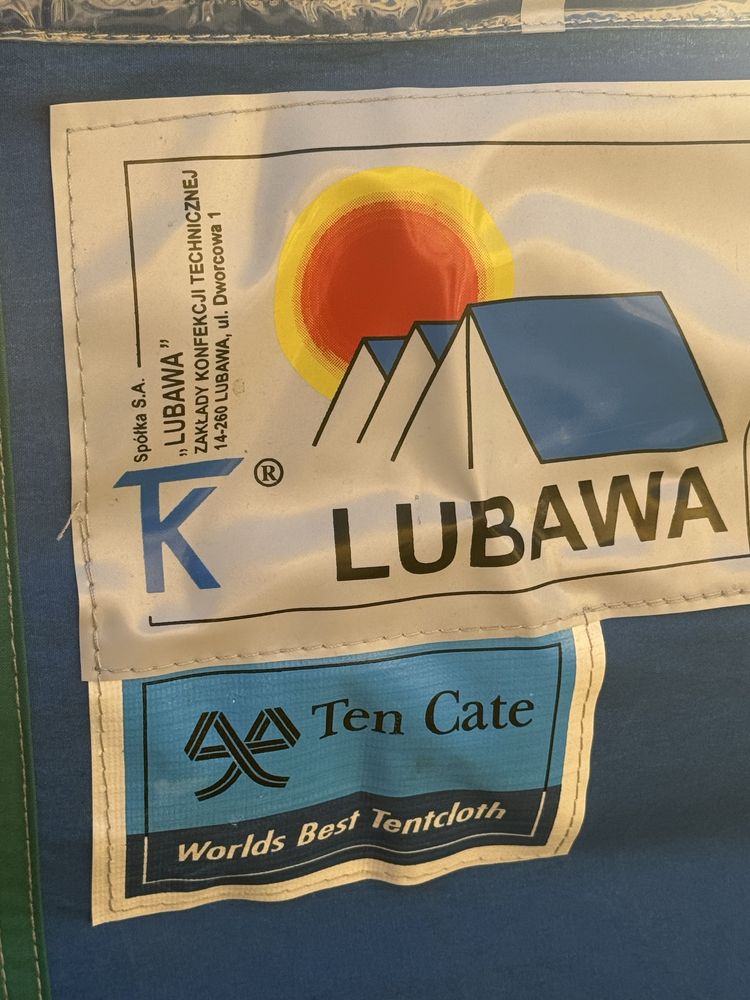 Spółka S.A.
„LUBAWA”
ZAKŁADY KONFEKCJI TECHNICZNEJ
14-260 LUBAWA, ul. Dworcowa 1
TK ®
LUBAWA
Ten Cate
Worlds Best Tentcloth